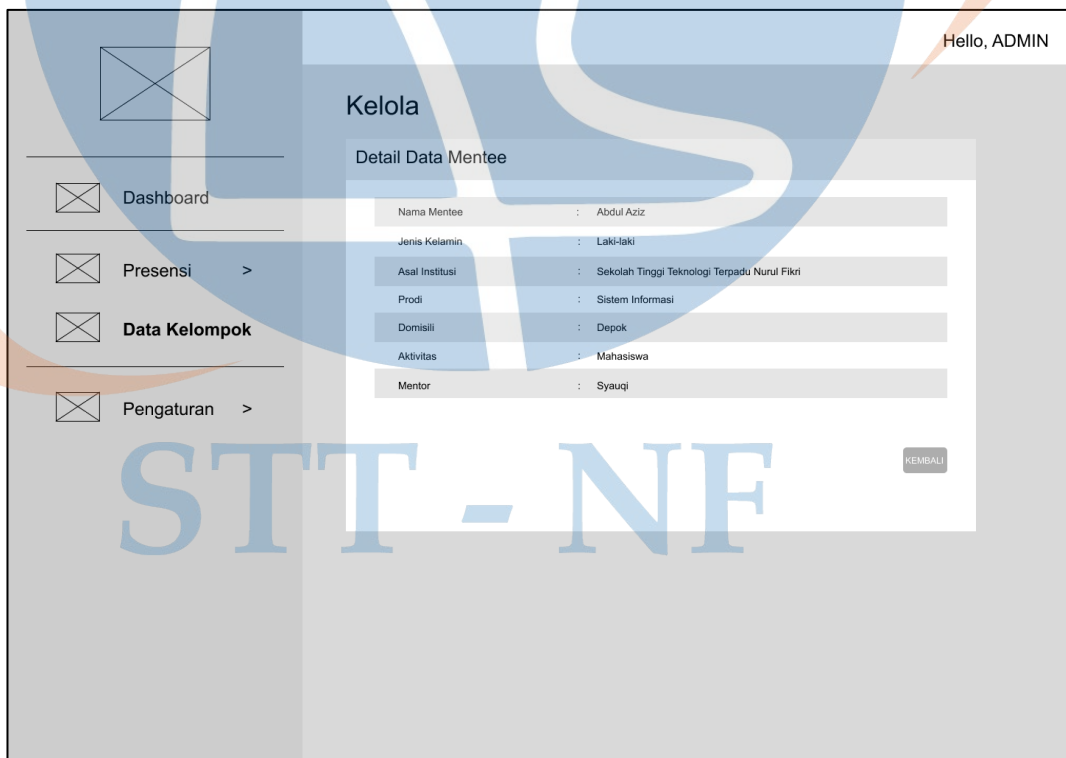 Hello, ADMIN
Dashboard
Presensi >
Data Kelompok
Pengaturan >
Kelola
Detail Data Mentee
Nama Mentee : Abdul Aziz
Jenis Kelamin : Laki-laki
Asal Institusi : Sekolah Tinggi Teknologi Terpadu Nurul Fikri
Prodi : Sistem Informasi
Domisili : Depok
Aktivitas : Mahasiswa
Mentor : Syauqi
KEMBALI
STT - NF